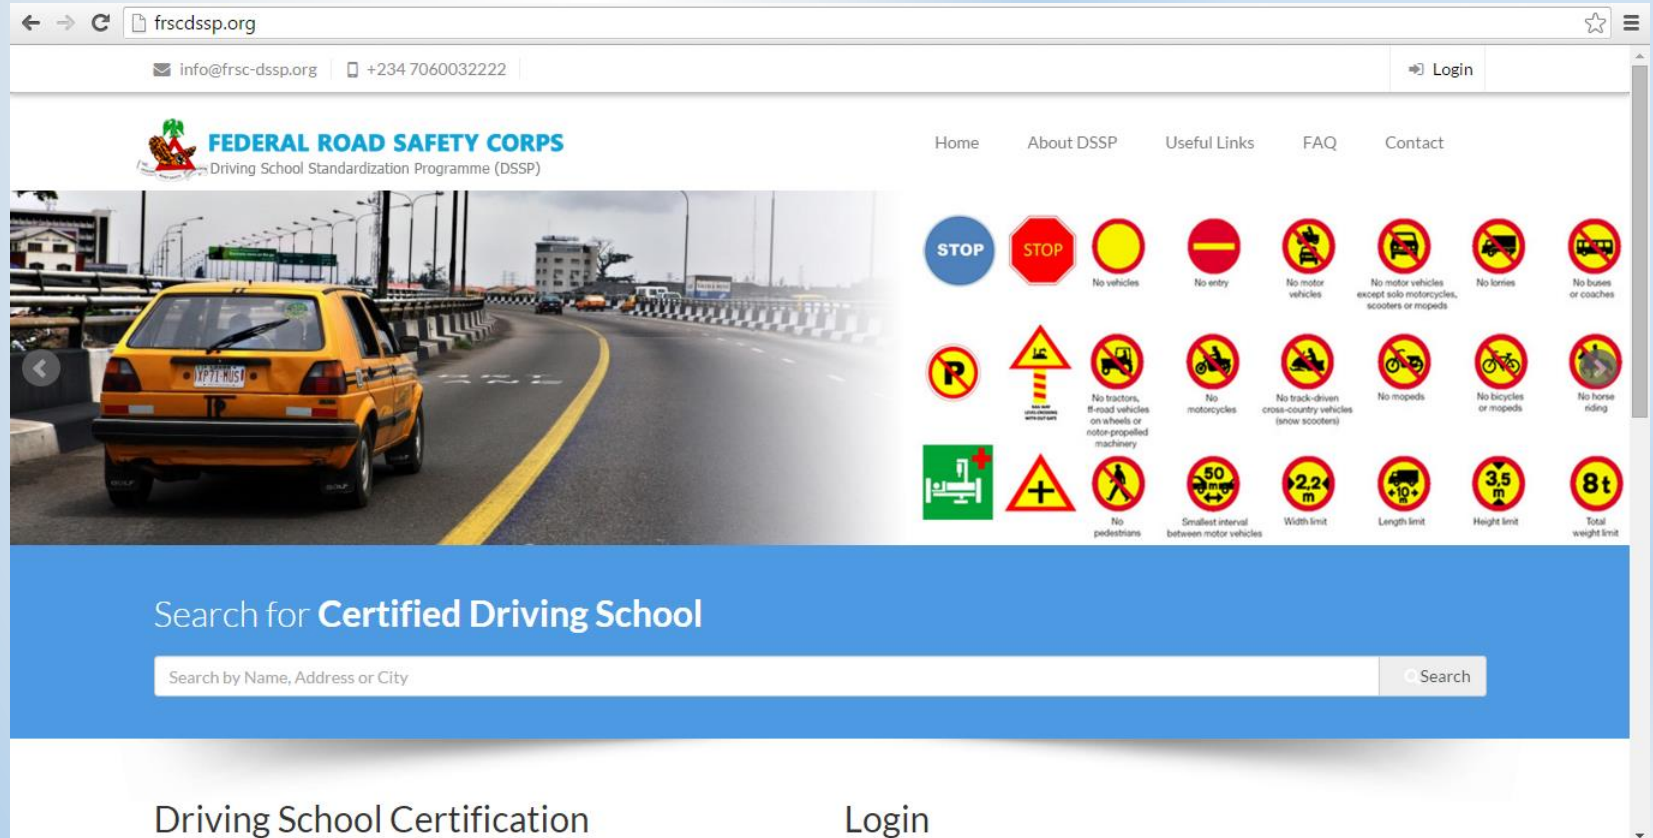 frscdssp.org
info@frsc-dssp.org +234 7060032222 Login
FEDERAL ROAD SAFETY CORPS
Driving School Standardization Programme (DSSP)
Home About DSSP Useful Links FAQ Contact
STOP STOP
No vehicles
No entry
No motor
vehicles
No motor vehicles
except solo motorcycles,
scooters or mopeds
No lorries
No buses
or coaches
P
No tractors,
ff-road vehicles
on wheels or
notor-propelled
machinery
No
motorcycles
No track-driven
cross-country vehicles
(snow scooters)
No mopeds
No bicycles
or mopeds
No horse
riding
No
pedestrians
50
m
Smallest interval
between motor vehicles
2,2
m
Width limit
10
Length limit
3,5
m
Height limit
8t
Total
weight limit
TP
GOLF GOLF
Search for Certified Driving School
Search by Name, Address or City
Search
Driving School Certification
Login